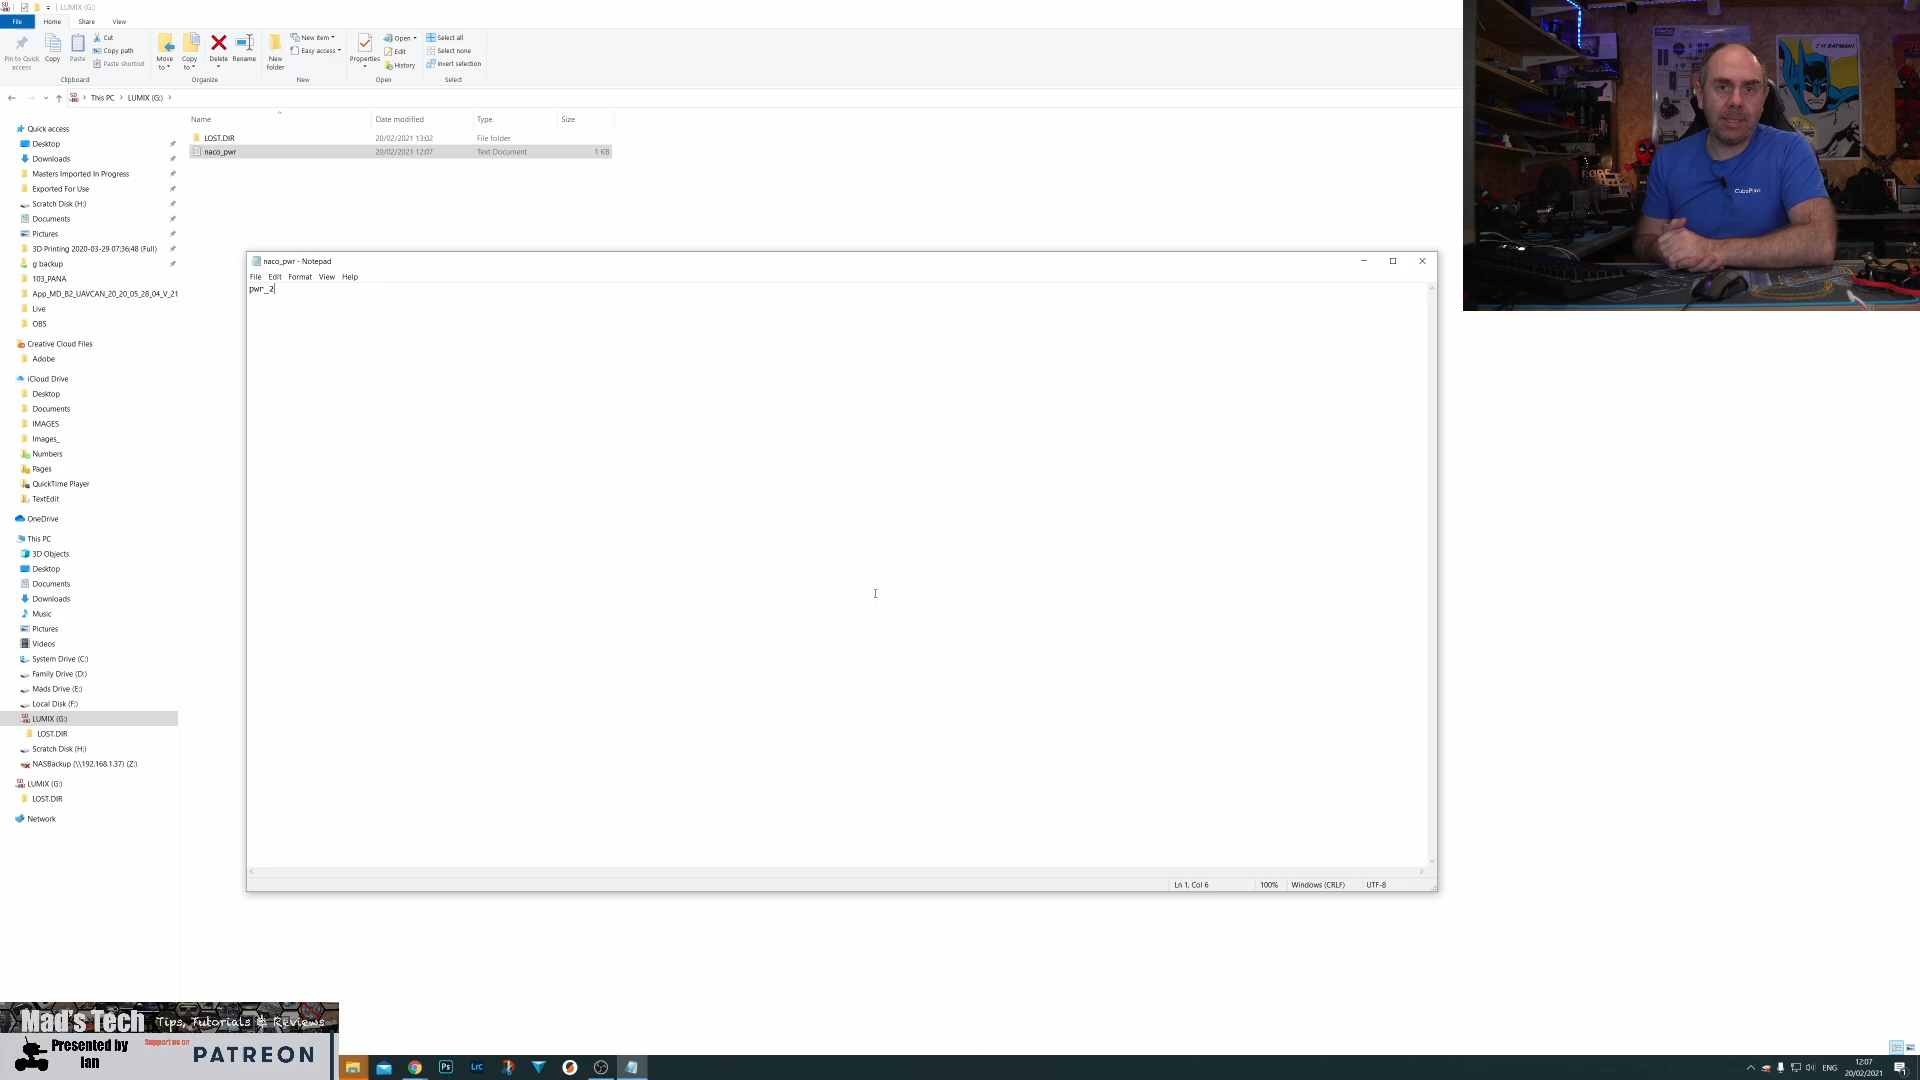 LUMIX (G:)
File
Home
Share
View
Pin to Quick access
Copy
Paste
Cut
Copy path
Paste shortcut
Clipboard
Move to
Copy to
Delete
Rename
Organize
New folder
New item
Easy access
New
Properties
Open
Edit
History
Open
Select all
Select none
Invert selection
Select
This PC
LUMIX (G:)
Name
Date modified
Type
Size
LOST.DIR
20/02/2021 13:02
File folder
naco_pwr
20/02/2021 12:07
Text Document
1 KB
Quick access
Desktop
Downloads
Masters Imported In Progress
Exported For Use
Scratch Disk (H:)
Documents
Pictures
3D Printing 2020-03-29 07;36;48 (Full)
g backup
103_PANA
App_MD_B2_UAVCAN_20_20_05_28_04_V_21
Live
OBS
Creative Cloud Files
Adobe
iCloud Drive
Desktop
Documents
IMAGES
Images_
Numbers
Pages
QuickTime Player
TextEdit
OneDrive
This PC
3D Objects
Desktop
Documents
Downloads
Music
Pictures
Videos
System Drive (C:)
Family Drive (D:)
Mads Drive (E:)
Local Disk (F:)
LUMIX (G:)
LOST.DIR
Scratch Disk (H:)
NASBackup (\\192.168.1.37) (Z:)
LUMIX (G:)
LOST.DIR
Network
naco_pwr - Notepad
File Edit Format View Help
pwr_2
Ln 1, Col 6
100%
Windows (CRLF)
UTF-8
I'M BATMAN!
CubePilot
Mad's Tech
Tips, Tutorials & Reviews
Presented by
Ian
Support us on
PATREON
Ps
Lrc
ENG
12:07
20/02/2021